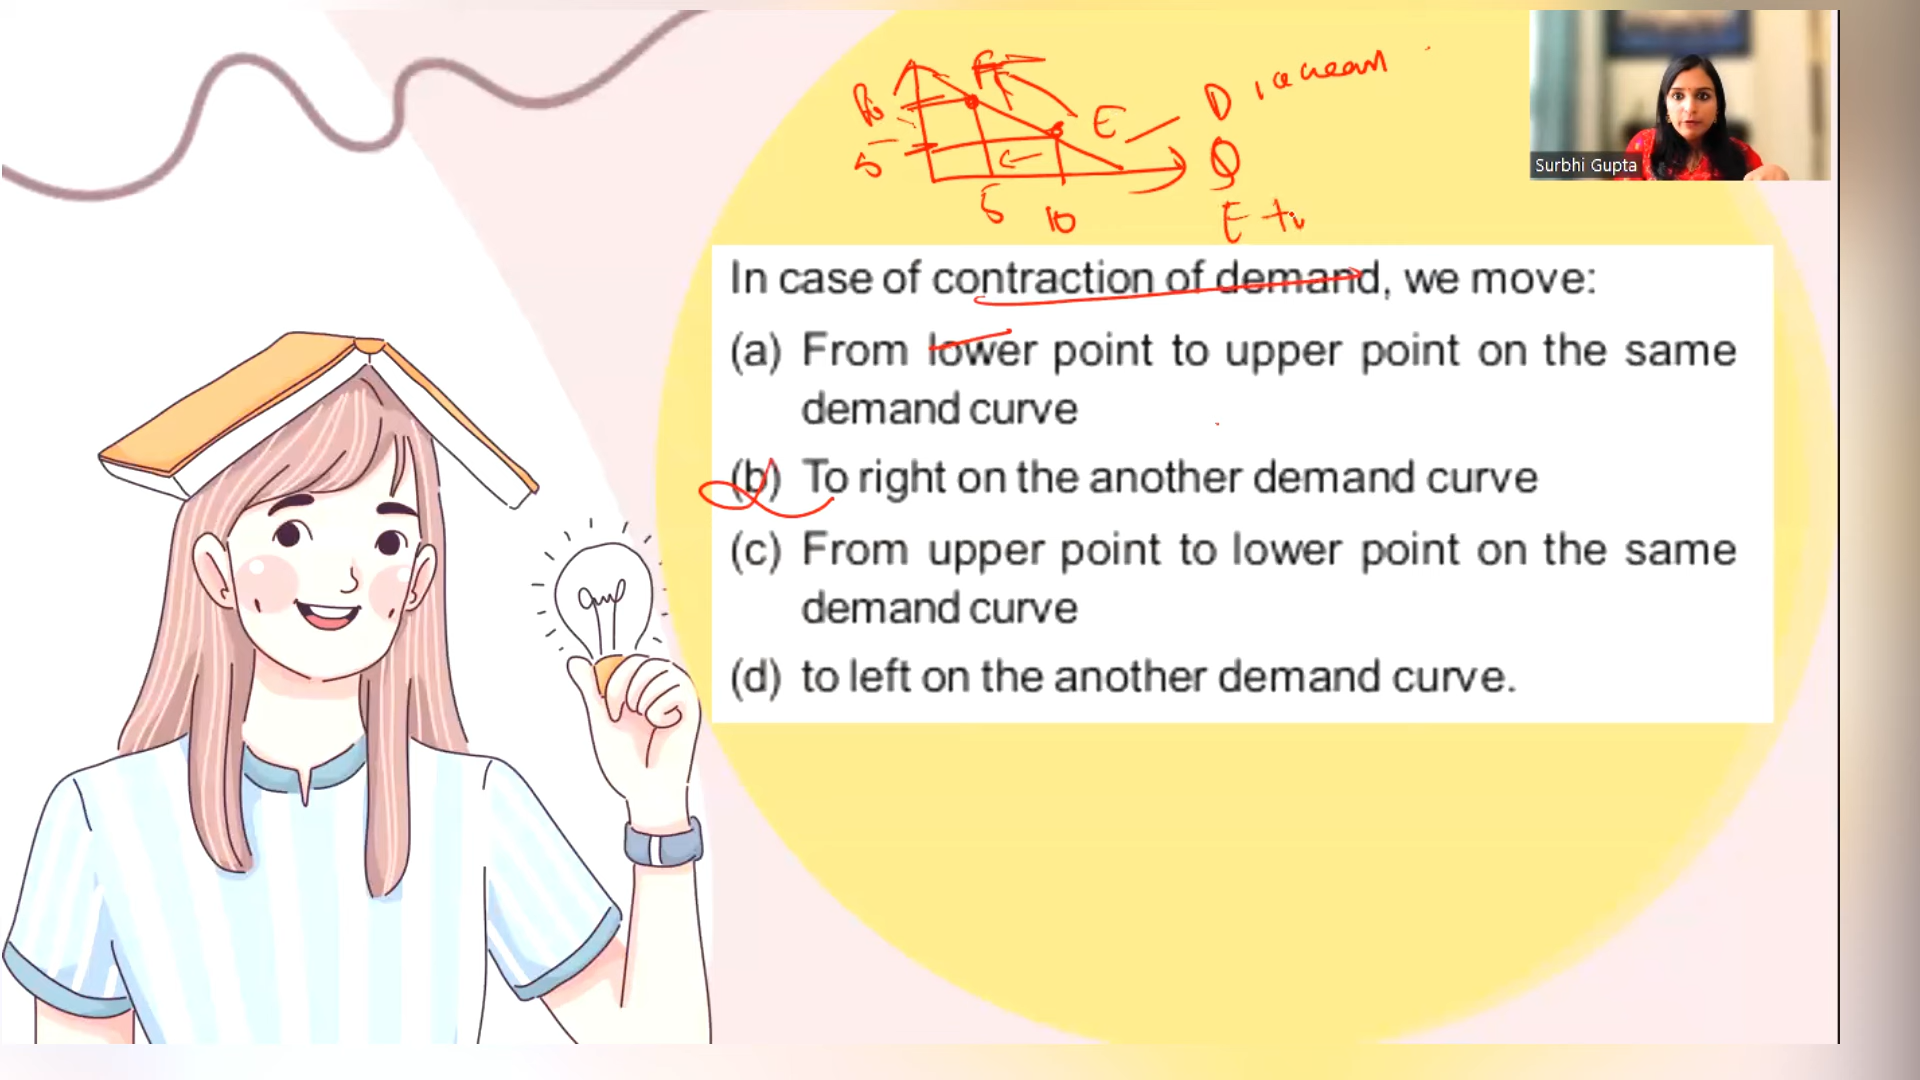 F
10
E
D
5
Q
5
10
E to
Surbhi Gupta
In case of contraction of demand, we move:
(a) From lower point to upper point on the same
demand curve
(b) To right on the another demand curve
(c) From upper point to lower point on the same
demand curve
(d) to left on the another demand curve.